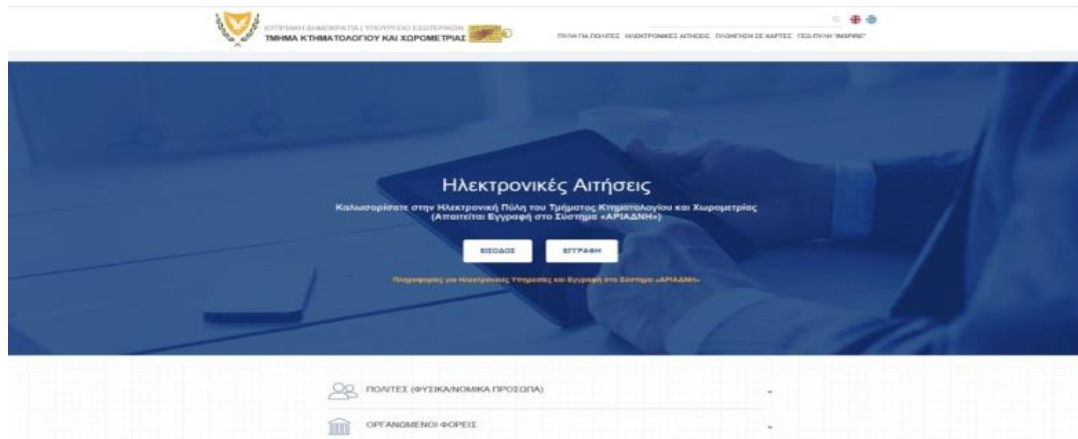 ΚΥΠΡΙΑΚΗ ΔΗΜΟΚΡΑΤΙΑ | ΥΠΟΥΡΓΕΙΟ ΕΣΩΤΕΡΙΚΩΝ
ΤΜΗΜΑ ΚΤΗΜΑΤΟΛΟΓΙΟΥ ΚΑΙ ΧΩΡΟΜΕΤΡΙΑΣ
ΠΥΛΗ ΓΙΑ ΠΟΛΙΤΕΣ ΗΛΕΚΤΡΟΝΙΚΕΣ ΑΙΤΗΣΕΙΣ ΠΛΟΗΓΗΣΗ ΣΕ ΧΑΡΤΕΣ ΓΕΩ-ΠΥΛΗ "INSPIRE"
Ηλεκτρονικές Αιτήσεις
Καλωσορίσατε στην Ηλεκτρονική Πύλη του Τμήματος Κτηματολογίου και Χωρομετρίας
(Απαιτείται Εγγραφή στο Σύστημα «ΑΡΙΑΔΝΗ»)
ΕΙΣΟΔΟΣ ΕΓΓΡΑΦΗ
Πληροφορίες για Ηλεκτρονικές Υπηρεσίες και Εγγραφή στο Σύστημα «ΑΡΙΑΔΝΗ»
ΠΟΛΙΤΕΣ (ΦΥΣΙΚΑ/ΝΟΜΙΚΑ ΠΡΟΣΩΠΑ)
ΟΡΓΑΝΩΜΕΝΟΙ ΦΟΡΕΙΣ